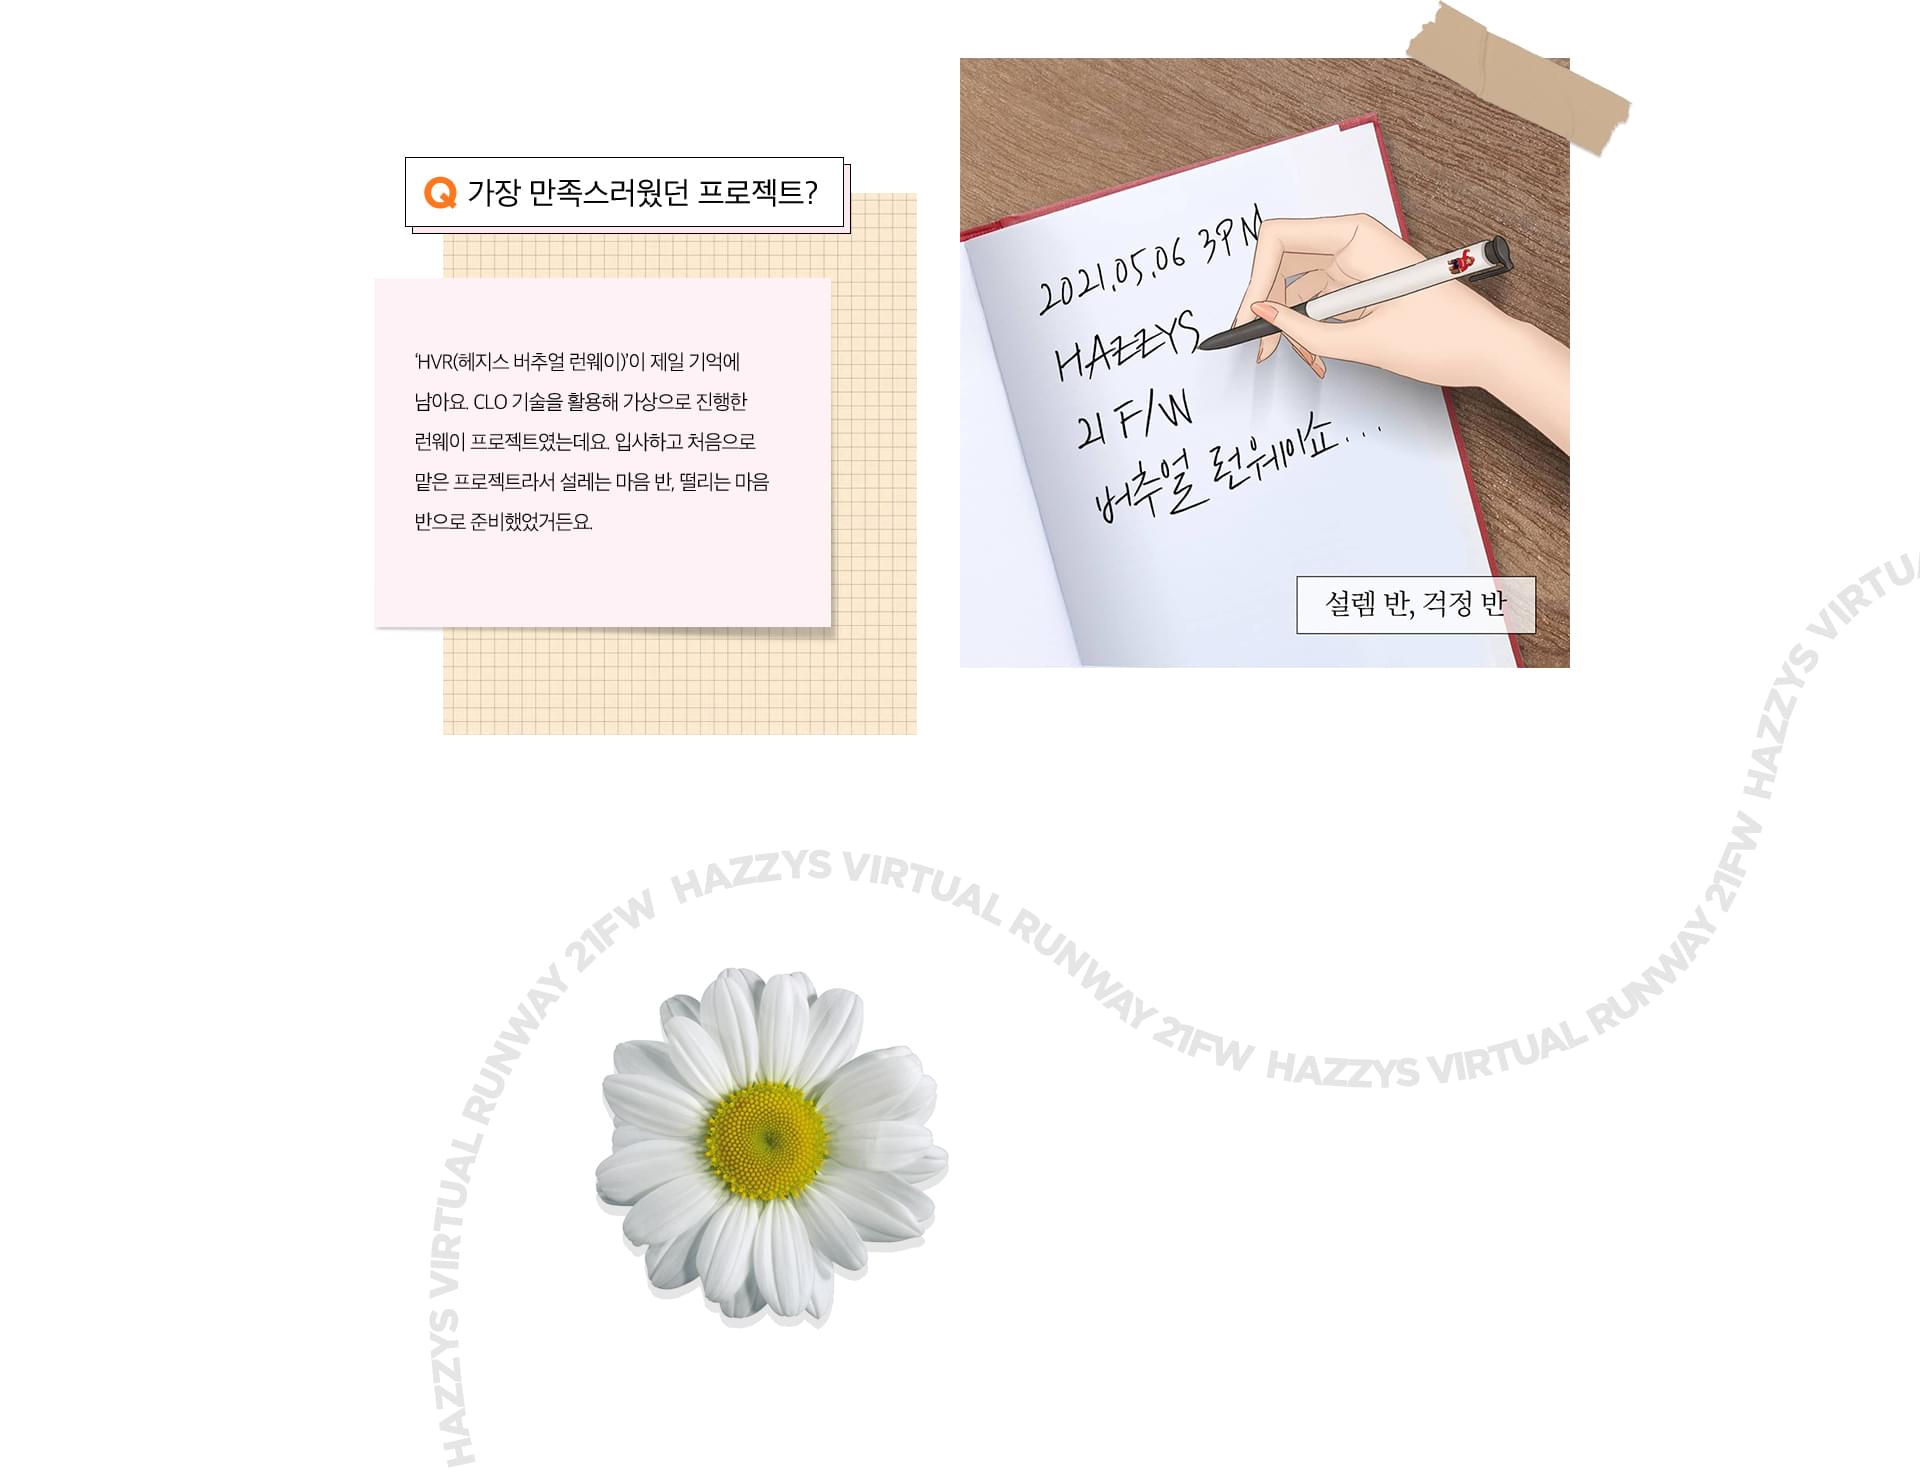 Q 가장 만족스러웠던 프로젝트?
‘HVR(헤지스 버추얼 런웨이)’이 제일 기억에
남아요. CLO 기술을 활용해 가상으로 진행한
런웨이 프로젝트였는데요. 입사하고 처음으로
맡은 프로젝트라서 설레는 마음 반, 떨리는 마음
반으로 준비했었거든요.
2021.05.06 3PM
HAZZYS
21 F/W
버추얼 런웨이쇼...
설렘 반, 걱정 반
HAZZYS VIRTUAL RUNWAY 21FW HAZZYS VIRTUAL RUNWAY 21FW HAZZYS VIRTUAL RUNWAY 21FW HAZZYS VIRTUA